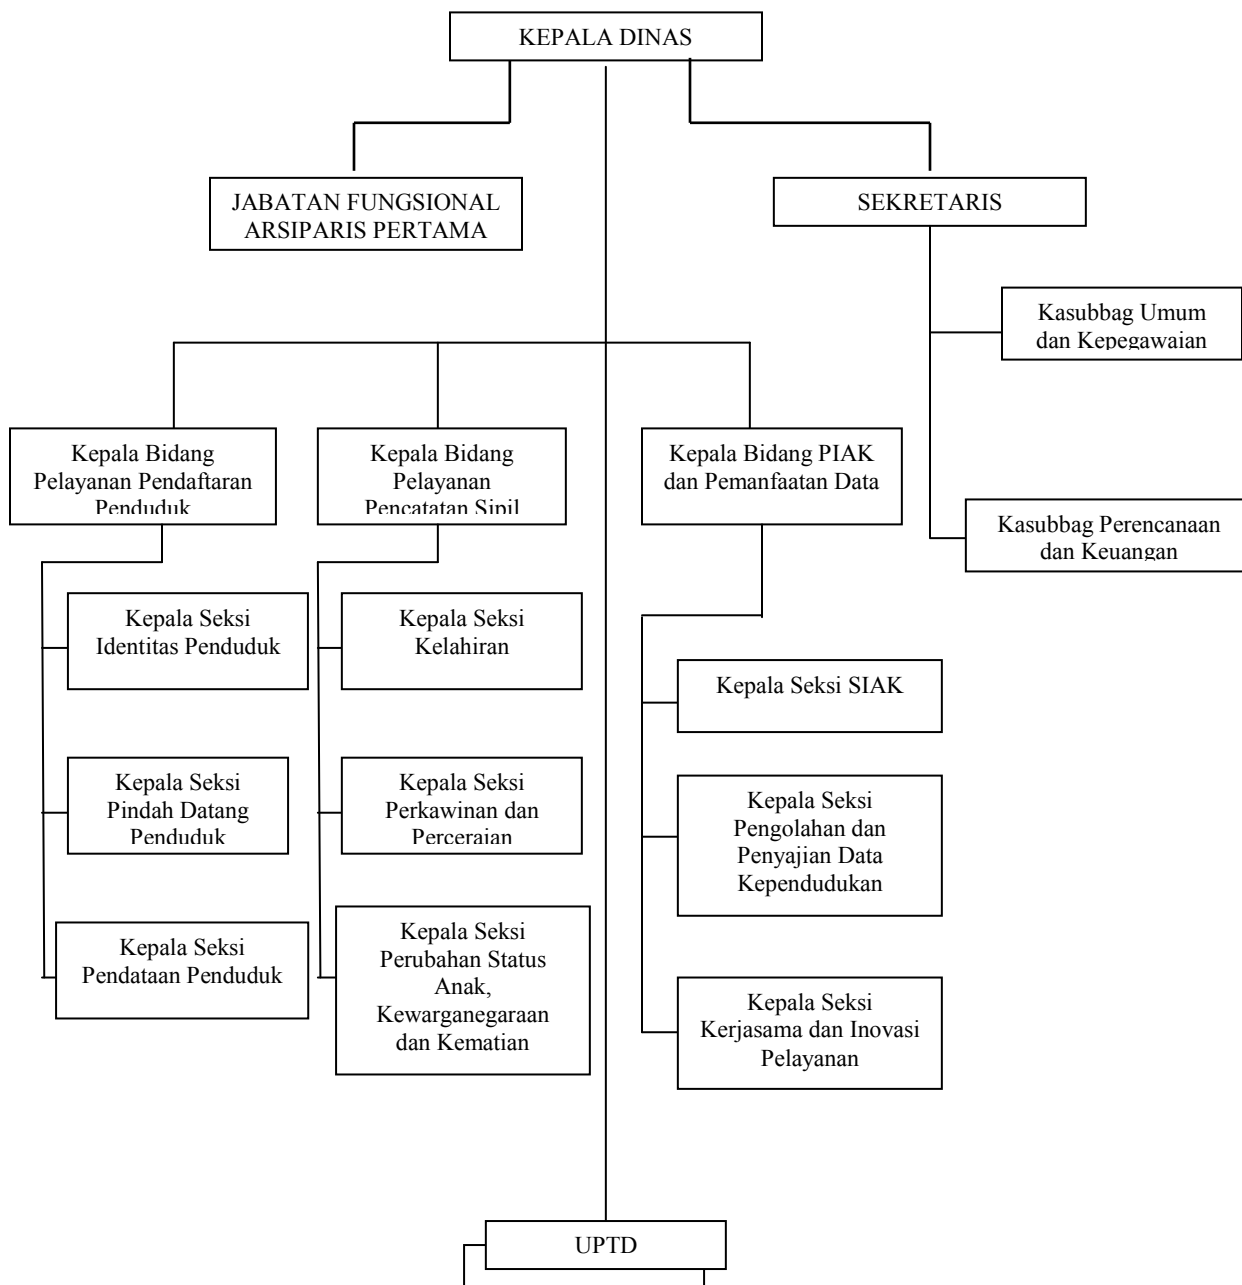 KEPALA DINAS
JABATAN FUNGSIONAL
ARSIPARIS PERTAMA
SEKRETARIS
Kasubbag Umum
dan Kepegawaian
Kepala Bidang
Pelayanan Pendaftaran
Penduduk
Kepala Bidang
Pelayanan
Pencatatan Sipil
Kepala Bidang PIAK
dan Pemanfaatan Data
Kasubbag Perencanaan
dan Keuangan
Kepala Seksi
Identitas Penduduk
Kepala Seksi
Kelahiran
Kepala Seksi SIAK
Kepala Seksi
Pindah Datang
Penduduk
Kepala Seksi
Perkawinan dan
Perceraian
Kepala Seksi
Pengolahan dan
Penyajian Data
Kependudukan
Kepala Seksi
Pendataan Penduduk
Kepala Seksi
Perubahan Status
Anak,
Kewarganegaraan
dan Kematian
Kepala Seksi
Kerjasama dan Inovasi
Pelayanan
UPTD